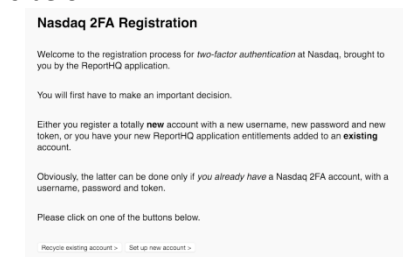 Nasdaq 2FA Registration
Welcome to the registration process for two-factor authentication at Nasdaq, brought to
you by the ReportHQ application.
You will first have to make an important decision.
Either you register a totally new account with a new username, new password and new
token, or you have your new ReportHQ application entitlements added to an existing
account.
Obviously, the latter can be done only if you already have a Nasdaq 2FA account, with a
username, password and token.
Please click on one of the buttons below.
Recycle existing account > Set up new account >